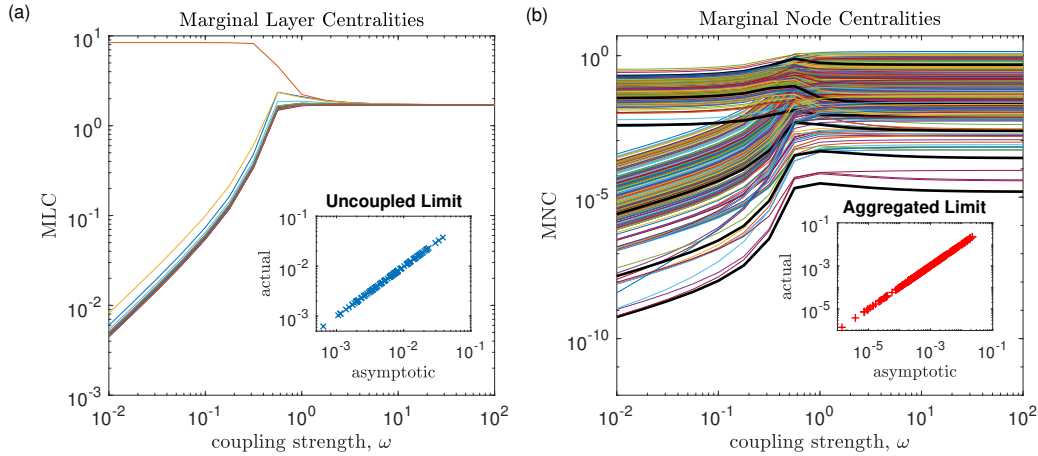 (a)
Marginal Layer Centralities
10^1
10^0
10^-1
10^-2
10^-3
MLC
10^-2
10^-1
10^0
10^1
10^2
coupling strength, ω
Uncoupled Limit
10^-1
10^-2
10^-3
actual
10^-3
10^-2
10^-1
asymptotic
(b)
Marginal Node Centralities
10^0
10^-5
10^-10
MNC
10^-2
10^-1
10^0
10^1
10^2
coupling strength, ω
Aggregated Limit
10^-1
10^-3
10^-5
actual
10^-5
10^-3
10^-1
asymptotic